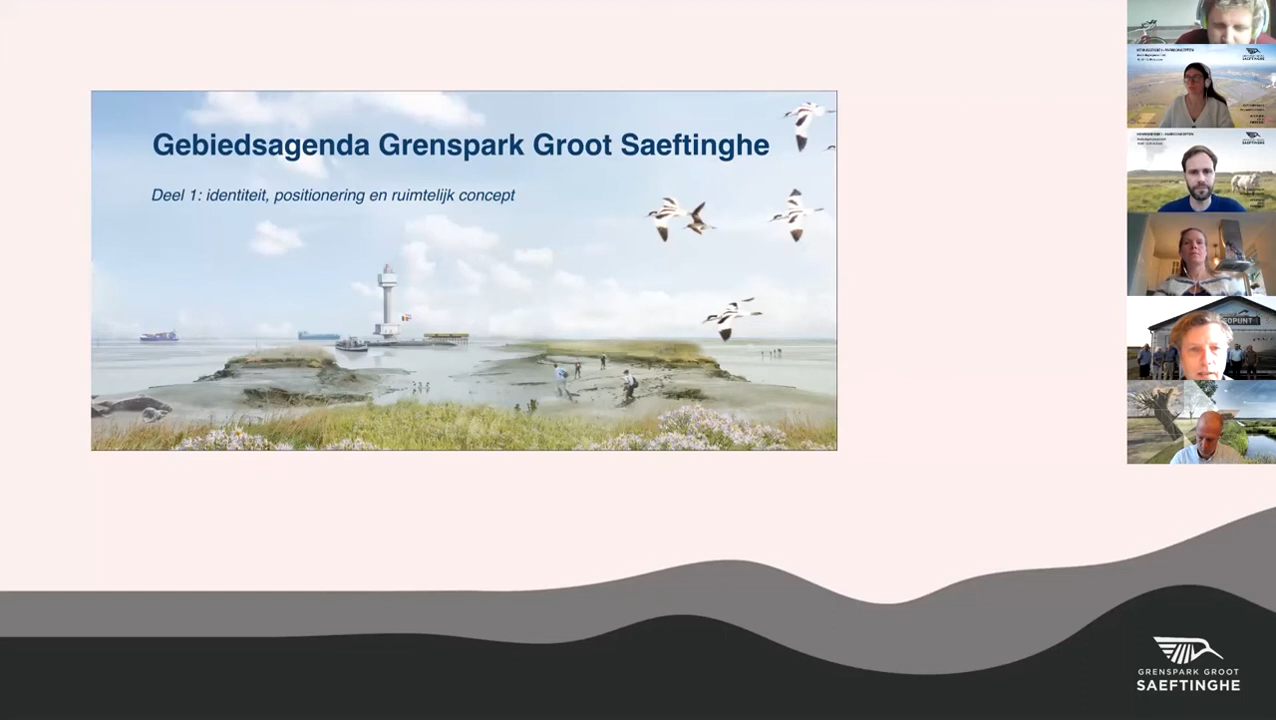 Gebiedsagenda Grenspark Groot Saeftinghe
Deel 1: identiteit, positionering en ruimtelijk concept
GRENSPARK GROOT
SAEFTINGHE